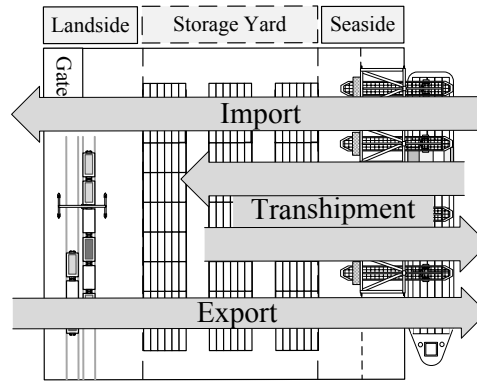 Landside
Storage Yard
Seaside
Gate
Import
Transhipment
Export